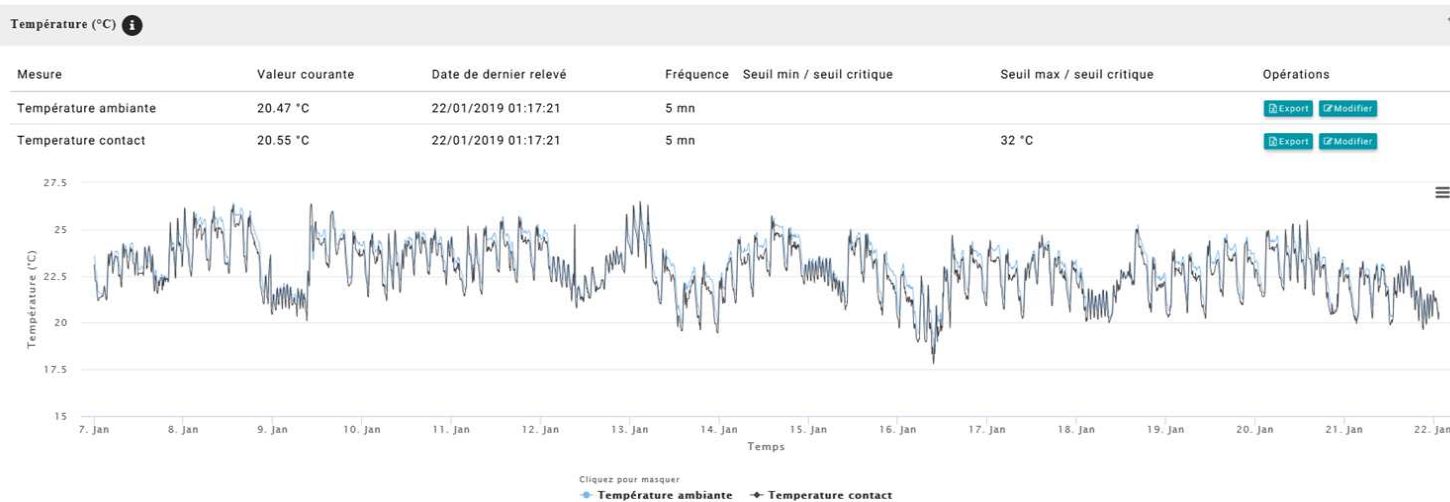 Température (°C)
Mesure Valeur courante Date de dernier relevé Fréquence Seuil min / seuil critique Seuil max / seuil critique Opérations
Température ambiante 20.47 °C 22/01/2019 01:17:21 5 mn Export Modifier
Temperature contact 20.55 °C 22/01/2019 01:17:21 5 mn 32 °C Export Modifier
27.5
25
22.5
20
17.5
15
Température (°C)
7. Jan 8. Jan 9. Jan 10. Jan 11. Jan 12. Jan 13. Jan 14. Jan 15. Jan 16. Jan 17. Jan 18. Jan 19. Jan 20. Jan 21. Jan 22. Jan
Temps
Cliquez pour masquer
Température ambiante Temperature contact